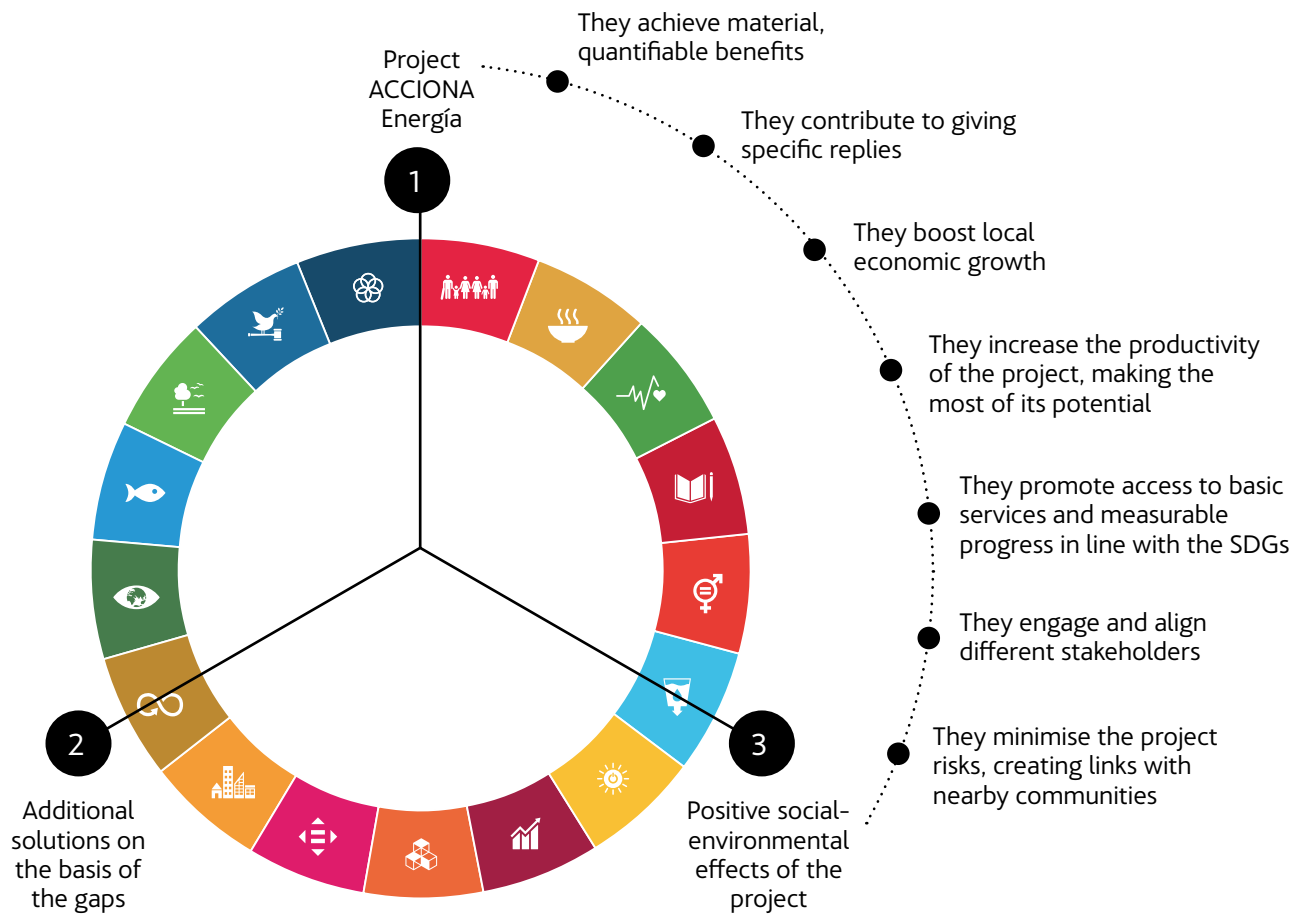 Project
ACCIONA
Energía
1
They achieve material,
quantifiable benefits
They contribute to giving
specific replies
They boost local
economic growth
They increase the productivity
of the project, making the
most of its potential
They promote access to basic
services and measurable
progress in line with the SDGs
They engage and align
different stakeholders
They minimise the project
risks, creating links with
nearby communities
2
Additional
solutions on
the basis of
the gaps
3
Positive social-
environmental
effects of the
project